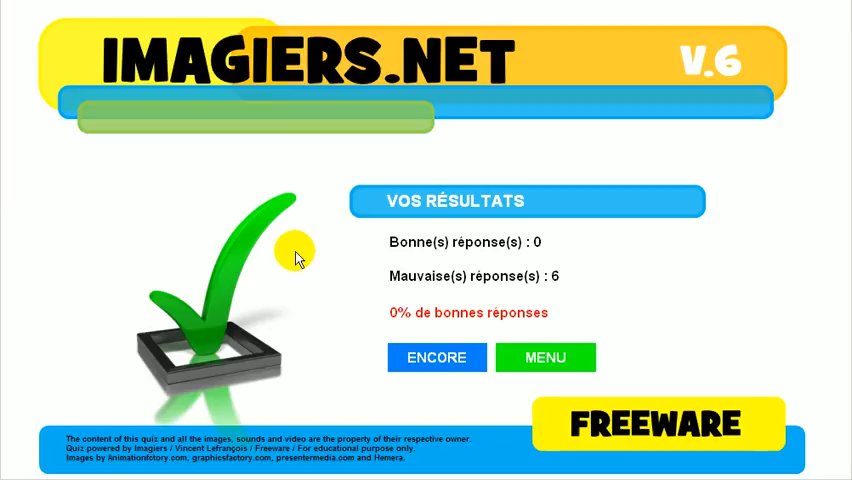 IMAGIERS.NET
V.6
VOS RÉSULTATS
Bonne(s) réponse(s) : 0
Mauvaise(s) réponse(s) : 6
0% de bonnes réponses
ENCORE
MENU
FREEWARE
The content of this quiz and all the images, sounds and video are the property of their respective owner.
Quiz powered by Imagiers / Vincent Lefrançois / Freeware / For educational purpose only.
Images by Animationfctory.com, graphicsfactory.com, presentermedia.com and Hemera.